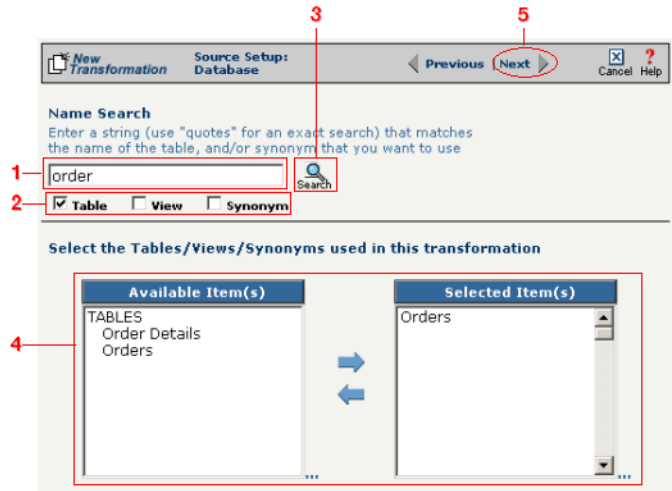 3
5
New Transformation
Source Setup: Database
Previous
Next
Cancel
Help
Name Search
Enter a string (use "quotes" for an exact search) that matches
the name of the table, and/or synonym that you want to use
1
order
Search
2
Table
View
Synonym
Select the Tables/Views/Synonyms used in this transformation
4
Available Item(s)
TABLES
Order Details
Orders
...
Selected Item(s)
Orders
...